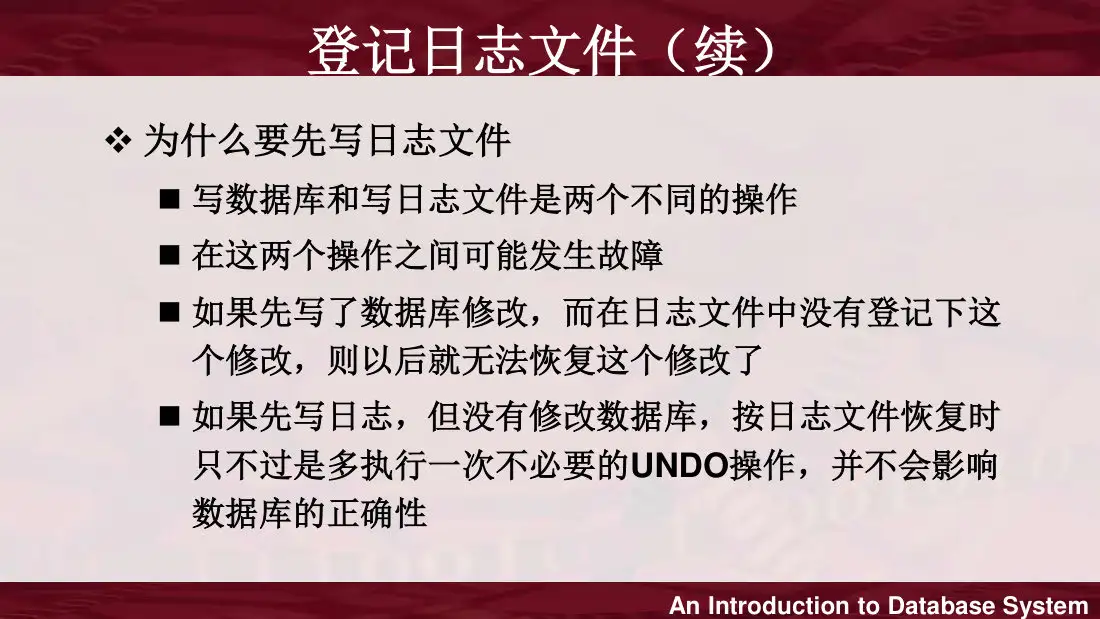 登记日志文件（续）
为什么要先写日志文件
写数据库和写日志文件是两个不同的操作
在这两个操作之间可能发生故障
如果先写了数据库修改，而在日志文件中没有登记下这
个修改，则以后就无法恢复这个修改了
如果先写日志，但没有修改数据库，按日志文件恢复时
只不过是多执行一次不必要的UNDO操作，并不会影响
数据库的正确性
An Introduction to Database System